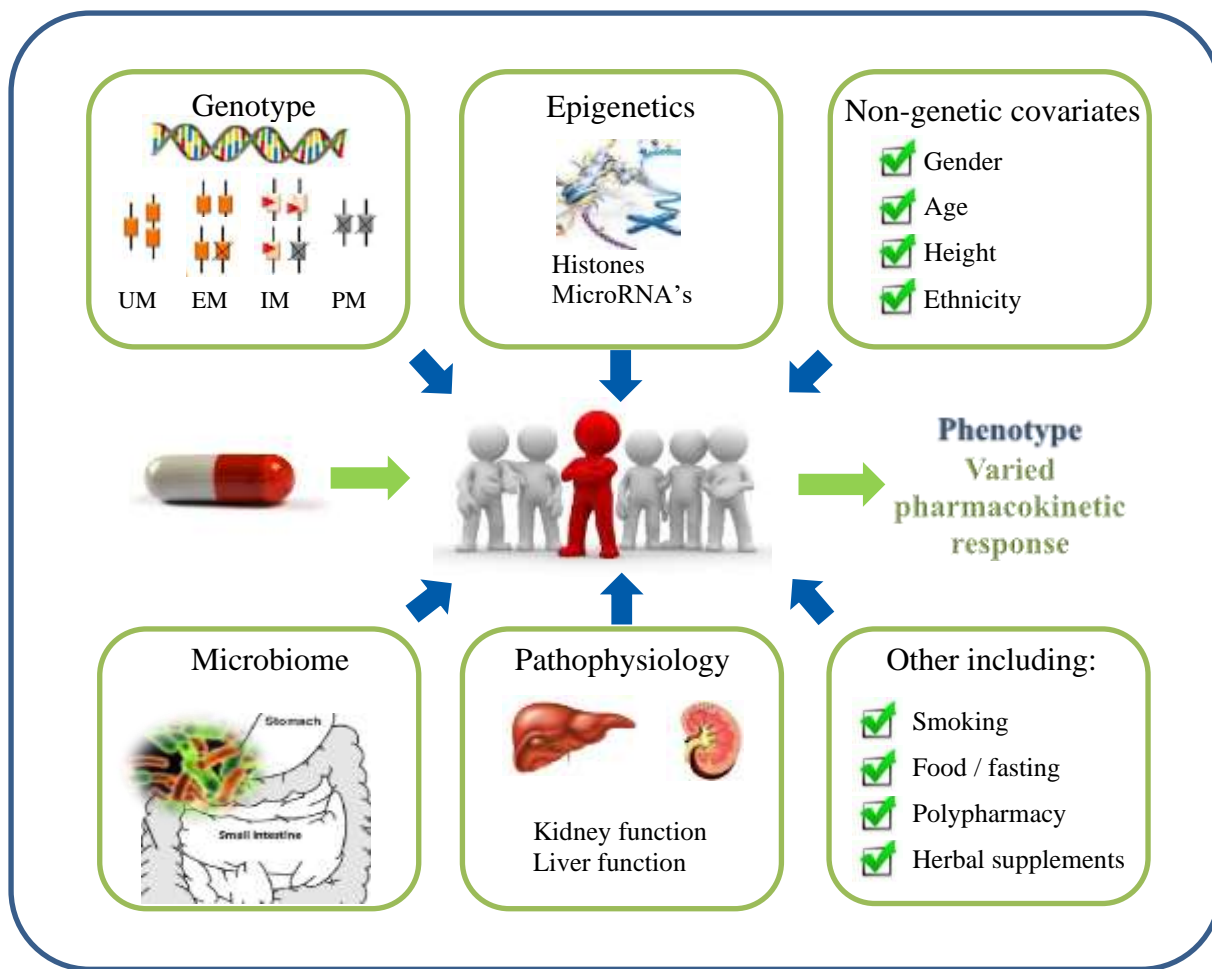 Genotype
UM EM IM PM
Epigenetics
Histones
MicroRNA’s
Non-genetic covariates
Gender
Age
Height
Ethnicity
Phenotype
Varied
pharmacokinetic
response
Microbiome
Stomach
Small Intestine
Pathophysiology
Kidney function
Liver function
Other including:
Smoking
Food / fasting
Polypharmacy
Herbal supplements